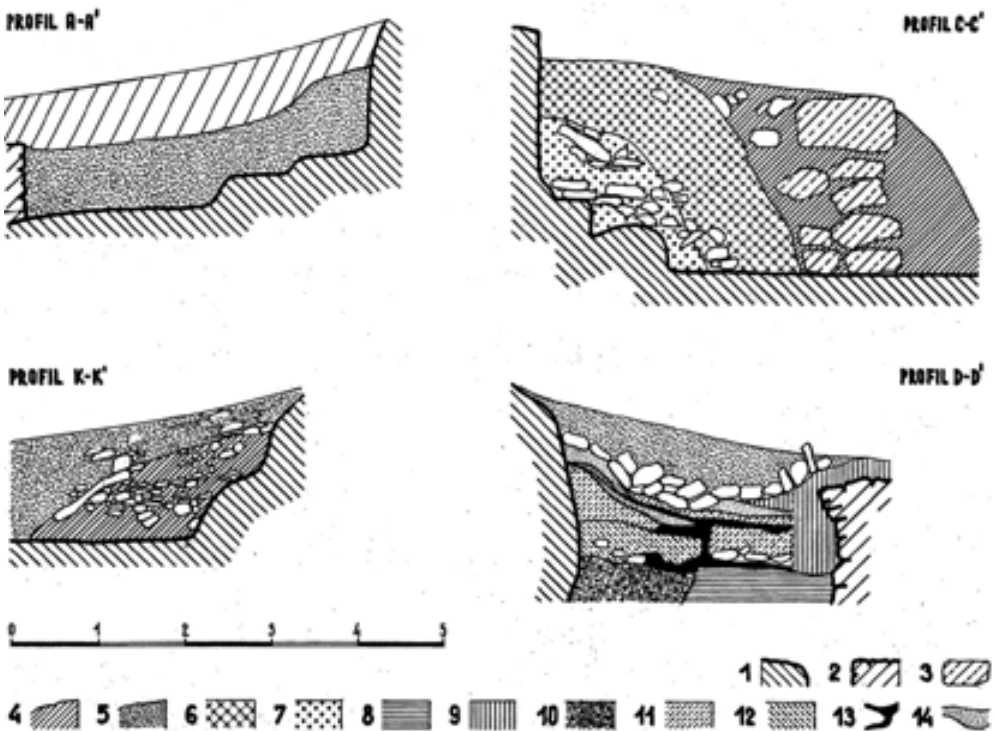 PROFIL A-A'
PROFIL C-C'
PROFIL K-K'
PROFIL D-D'
0 1 2 3 4 5
1 2 3
4 5 6 7 8 9 10 11 12 13 14